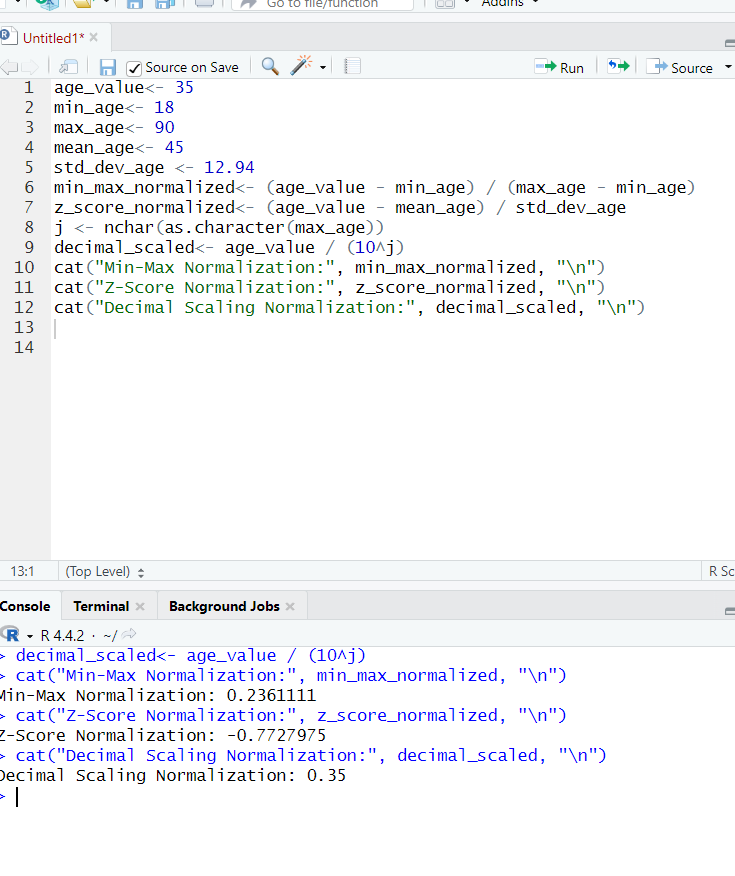 Go to file/function
Addins
Untitled1*
Source on Save
Run
Source
1 age_value<- 35
2 min_age<- 18
3 max_age<- 90
4 mean_age<- 45
5 std_dev_age <- 12.94
6 min_max_normalized<- (age_value - min_age) / (max_age - min_age)
7 z_score_normalized<- (age_value - mean_age) / std_dev_age
8 j <- nchar(as.character(max_age))
9 decimal_scaled<- age_value / (10^j)
10 cat("Min-Max Normalization:", min_max_normalized, "\n")
11 cat("Z-Score Normalization:", z_score_normalized, "\n")
12 cat("Decimal Scaling Normalization:", decimal_scaled, "\n")
13
14
13:1 (Top Level) R Sc
Console Terminal Background Jobs
R R 4.4.2 · ~/
> decimal_scaled<- age_value / (10^j)
> cat("Min-Max Normalization:", min_max_normalized, "\n")
Min-Max Normalization: 0.2361111
> cat("Z-Score Normalization:", z_score_normalized, "\n")
Z-Score Normalization: -0.7727975
> cat("Decimal Scaling Normalization:", decimal_scaled, "\n")
Decimal Scaling Normalization: 0.35
>